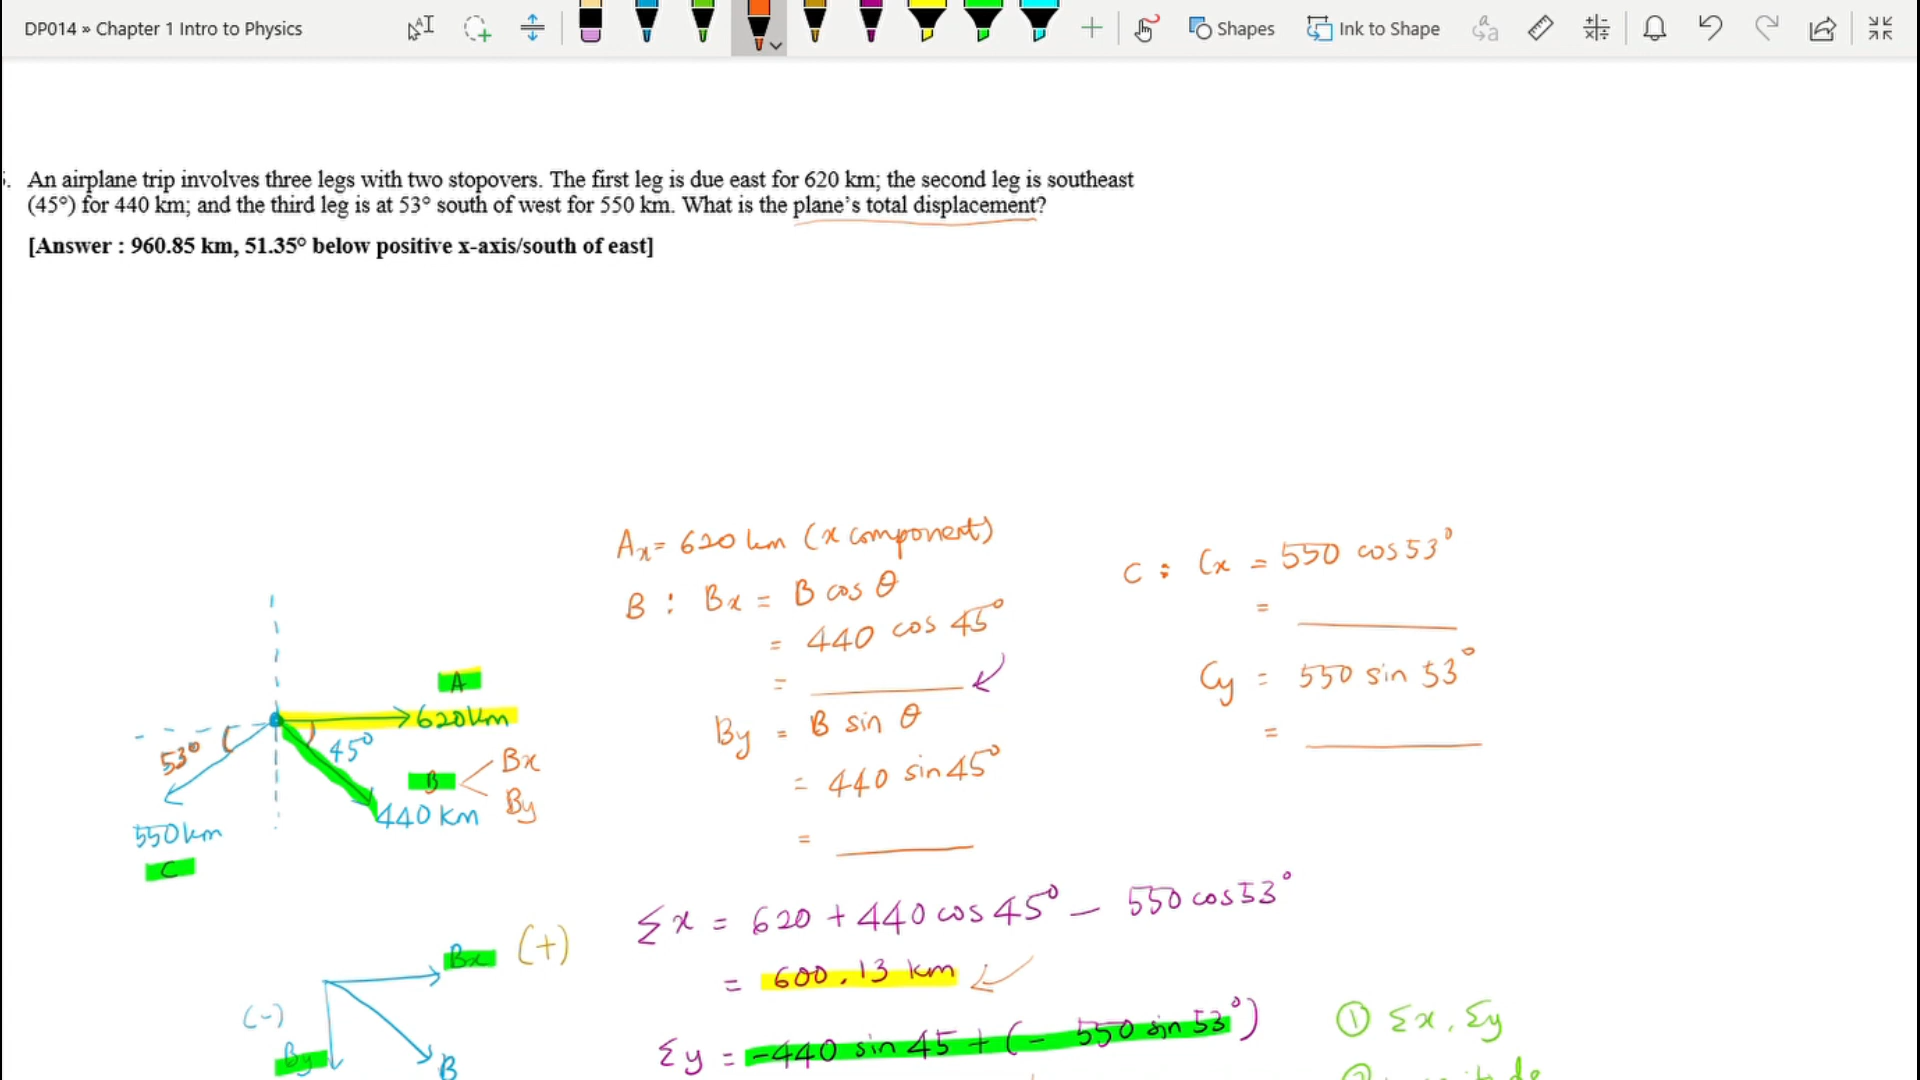 DP014 » Chapter 1 Intro to Physics
Shapes
Ink to Shape
An airplane trip involves three legs with two stopovers. The first leg is due east for 620 km; the second leg is southeast
(45°) for 440 km; and the third leg is at 53° south of west for 550 km. What is the plane's total displacement?
[Answer : 960.85 km, 51.35° below positive x-axis/south of east]
A
620km
53°
45°
B
Bx
By
440 km
550km
C
Ax = 620 km (x component)
B : Bx = B cos θ
= 440 cos 45°
= ____
By = B sin θ
= 440 sin 45°
= ____
C : Cx = 550 cos 53°
= ____
Cy = 550 sin 53°
= ____
Bx (+)
(-)
By
B
Σx = 620 + 440 cos 45° - 550 cos 53°
= 600.13 km
Σy = -440 sin 45 + (- 550 sin 53°)
① Σx, Σy